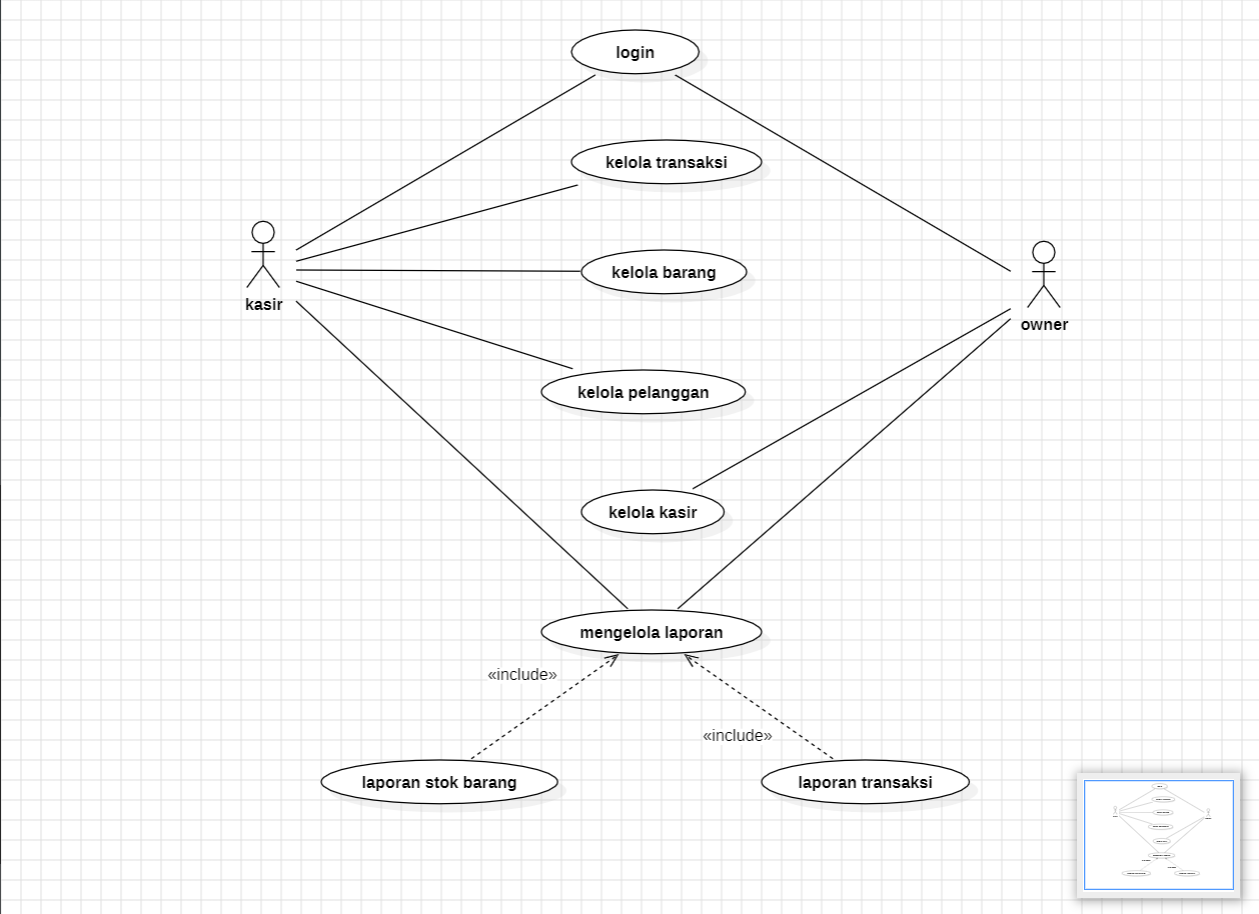 login
kelola transaksi
kelola barang
kasir
owner
kelola pelanggan
kelola kasir
mengelola laporan
«include»
«include»
laporan stok barang
laporan transaksi